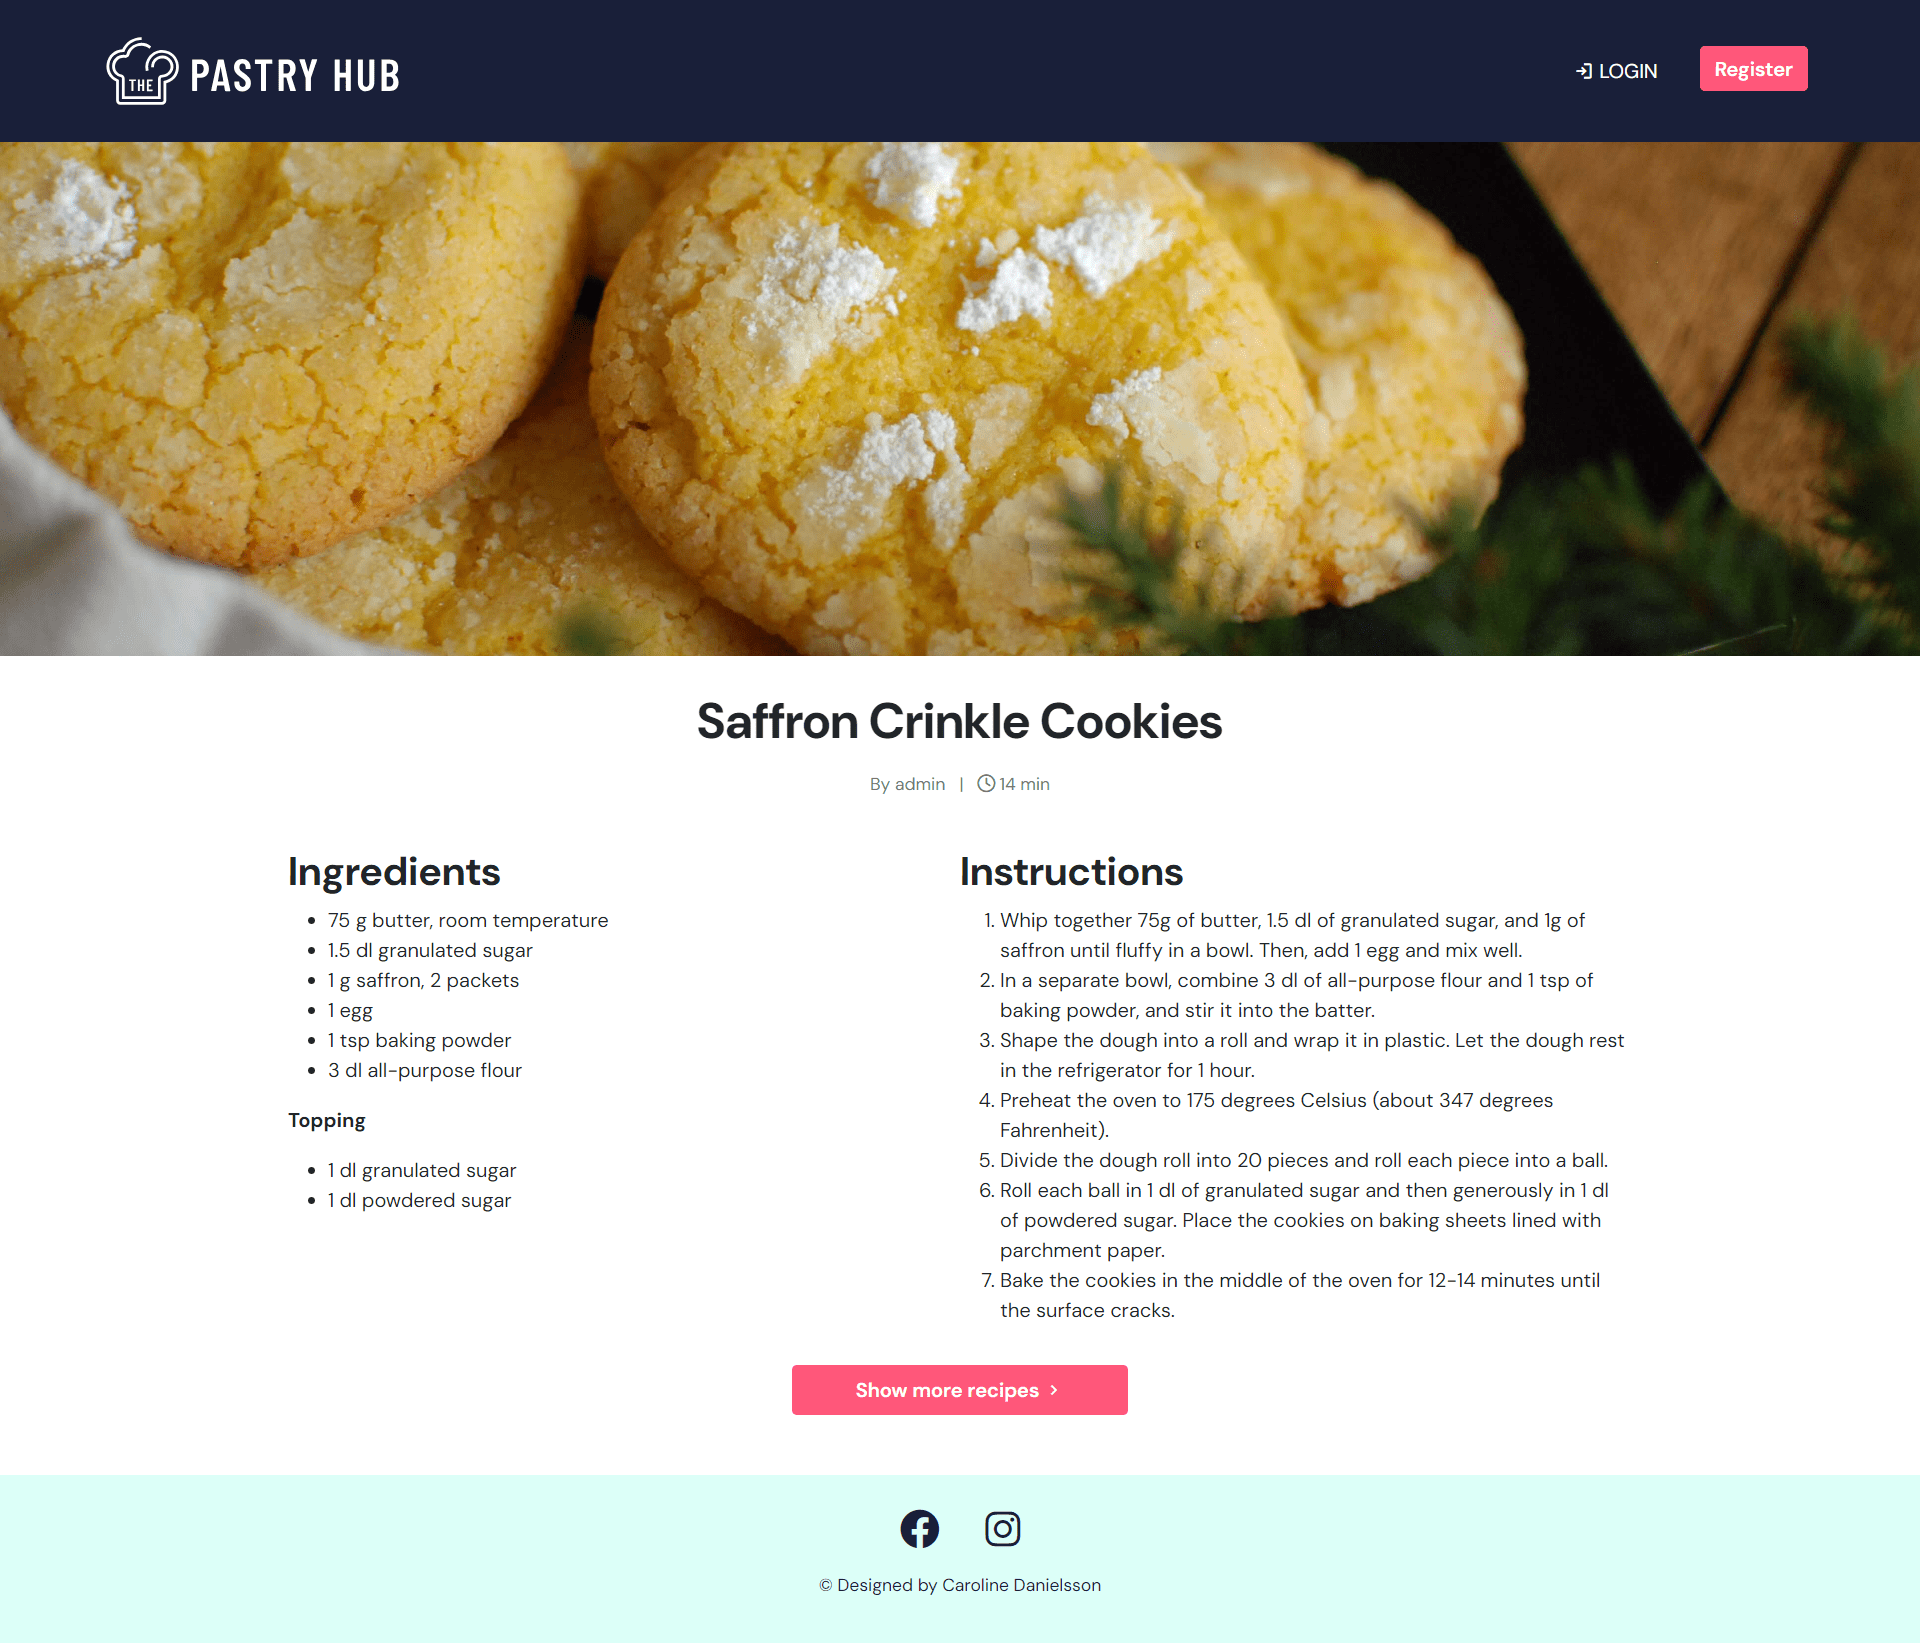 THE PASTRY HUB
LOGIN
Register
Saffron Crinkle Cookies
By admin | 14 min
Ingredients
75 g butter, room temperature
1.5 dl granulated sugar
1 g saffron, 2 packets
1 egg
1 tsp baking powder
3 dl all-purpose flour
Topping
1 dl granulated sugar
1 dl powdered sugar
Instructions
1. Whip together 75g of butter, 1.5 dl of granulated sugar, and 1g of
saffron until fluffy in a bowl. Then, add 1 egg and mix well.
2. In a separate bowl, combine 3 dl of all-purpose flour and 1 tsp of
baking powder, and stir it into the batter.
3. Shape the dough into a roll and wrap it in plastic. Let the dough rest
in the refrigerator for 1 hour.
4. Preheat the oven to 175 degrees Celsius (about 347 degrees
Fahrenheit).
5. Divide the dough roll into 20 pieces and roll each piece into a ball.
6. Roll each ball in 1 dl of granulated sugar and then generously in 1 dl
of powdered sugar. Place the cookies on baking sheets lined with
parchment paper.
7. Bake the cookies in the middle of the oven for 12-14 minutes until
the surface cracks.
Show more recipes
© Designed by Caroline Danielsson